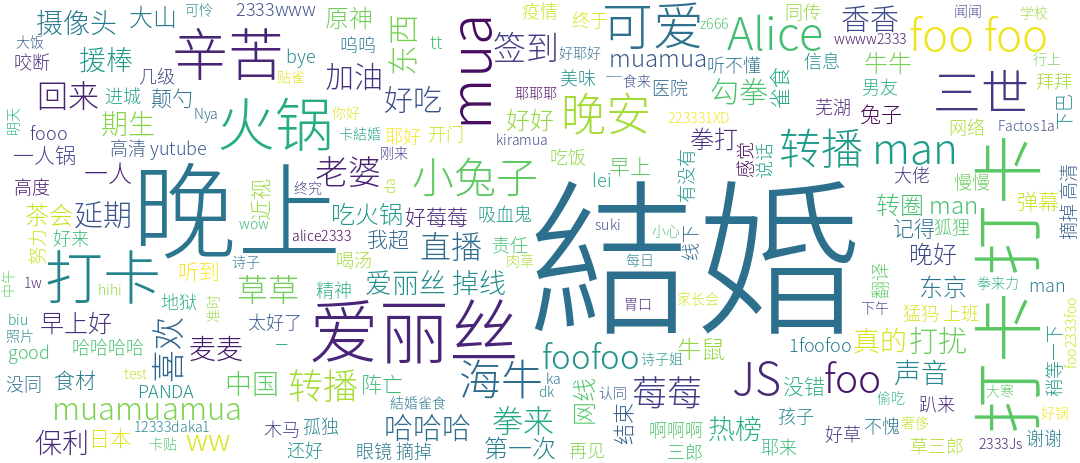 可怜
2333www
原神
疫情
终于
可爱
Alice
同传
z666
香香
闻闻
学校
摄像头
大山
大饭
咬断
援棒
辛苦
呜呜
bye
tt
东西
mua
签到
好耶好
muamua
听不懂
wwww2333
信息
foo foo
行上
几级
贴雀
加油
美味
一一
食来
医院
勾拳
雀食
牛牛
男友
三世
拜拜
下巴
回来
进城
颠勺
Nya
火锅
你好
好吃
耶耶耶
晚安
223331XD
芜湖
兔子
明天
fooo
期生
卡結婚
耶好
开门
kiramua
好好
拳打
感觉
说话
转播 man
网络
Factos1a
打卡 打卡
一人锅
高清 yutube
刚来
吃饭
早上
高度
一人
晚上
终究
老婆
da
小兔子
lei
有没有
大佬
慢慢
摘掉 高清
茶会
延期
近视
吃火锅
好莓莓
吸血鬼
suki
結婚
转圈 man
弹幕
努力
好来
wow
alice2333
我超
直播
责任
小心
线下
记得
狐狸
打卡
听到
诗子
喝汤
肉草
每日
晚好
中午
1w
hihi
地狱
草草
精神
爱丽丝 掉线
胃口
家长会
翻译
东京
拳来力
man
biu
照片
早上好
淮时
太好了
爱丽丝
下午
猛犸 上班
foo2333foo
good
哈哈哈哈
喜欢
麦麦
一
foofoo
诗子姐
牛鼠
1foofoo
真的
打扰
稍等一下
没同
食材
test
PANDA
中国
转播
阵亡
海牛
ka
dk
认同
莓莓
JS
没错
foo
声音
大寒
muamuamua
結婚雀食
网线
偷吃
趴来
12333daka1
木马
孤独
哈哈哈
拳来
结束
啊啊啊
热榜
孩子
不愧
奢侈
好锅
保利
日本
卡贴
ww
还好
眼镜 摘掉
第一次
再见
三郎
耶来
好草
草三郎
2333Js
谢谢